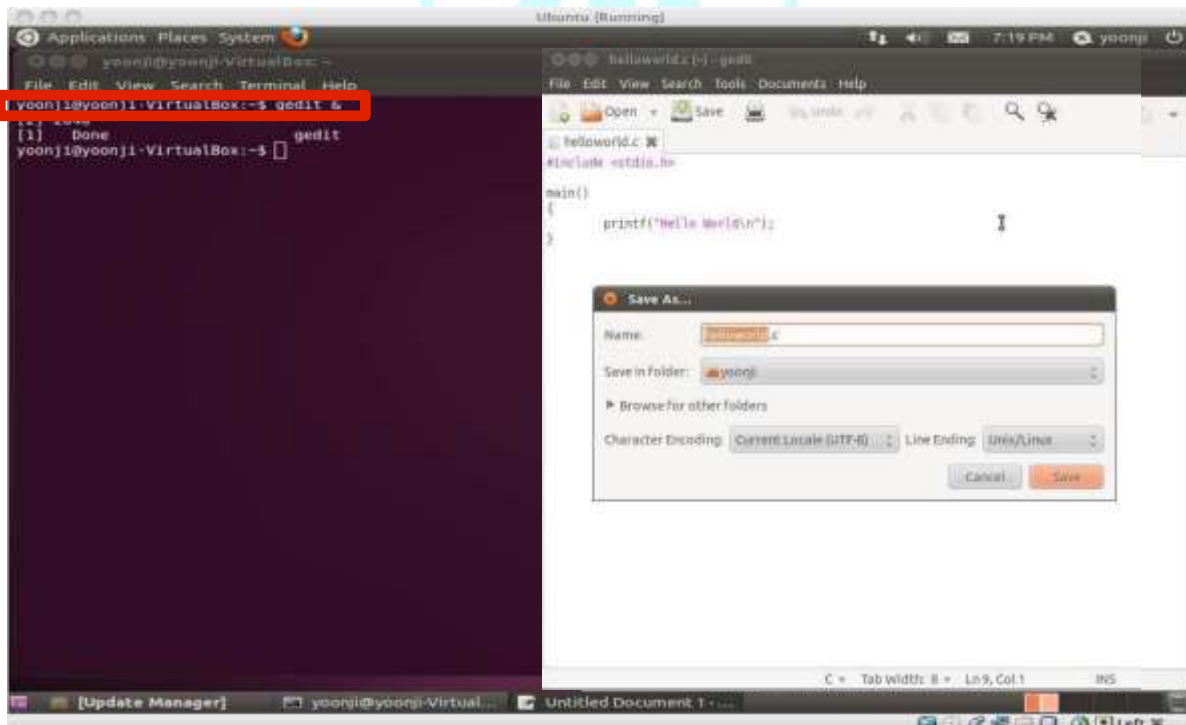 Ubuntu [Running]
Applications Places System
7:19 PM yoonji
yoonji@yoonji-VirtualBox: ~
File Edit View Search Terminal Help
yoonji@yoonji-VirtualBox:~$ gedit &
[1] Done gedit
yoonji@yoonji-VirtualBox:~$
helloworld.c (~) - gedit
File Edit View Search Tools Documents Help
Open Save Undo
helloworld.c
#include <stdio.h>
main()
{
printf("Hello World\n");
}
Save As...
Name: helloworld.c
Save in folder: yoonji
Browse for other folders
Character Encoding: Current Locale (UTF-8) Line Ending: Unix/Linux
Cancel Save
C Tab Width: 8 Ln 9, Col 1 INS
[Update Manager] yoonji@yoonji-Virtual... Untitled Document 1 - ...
Left ⌘